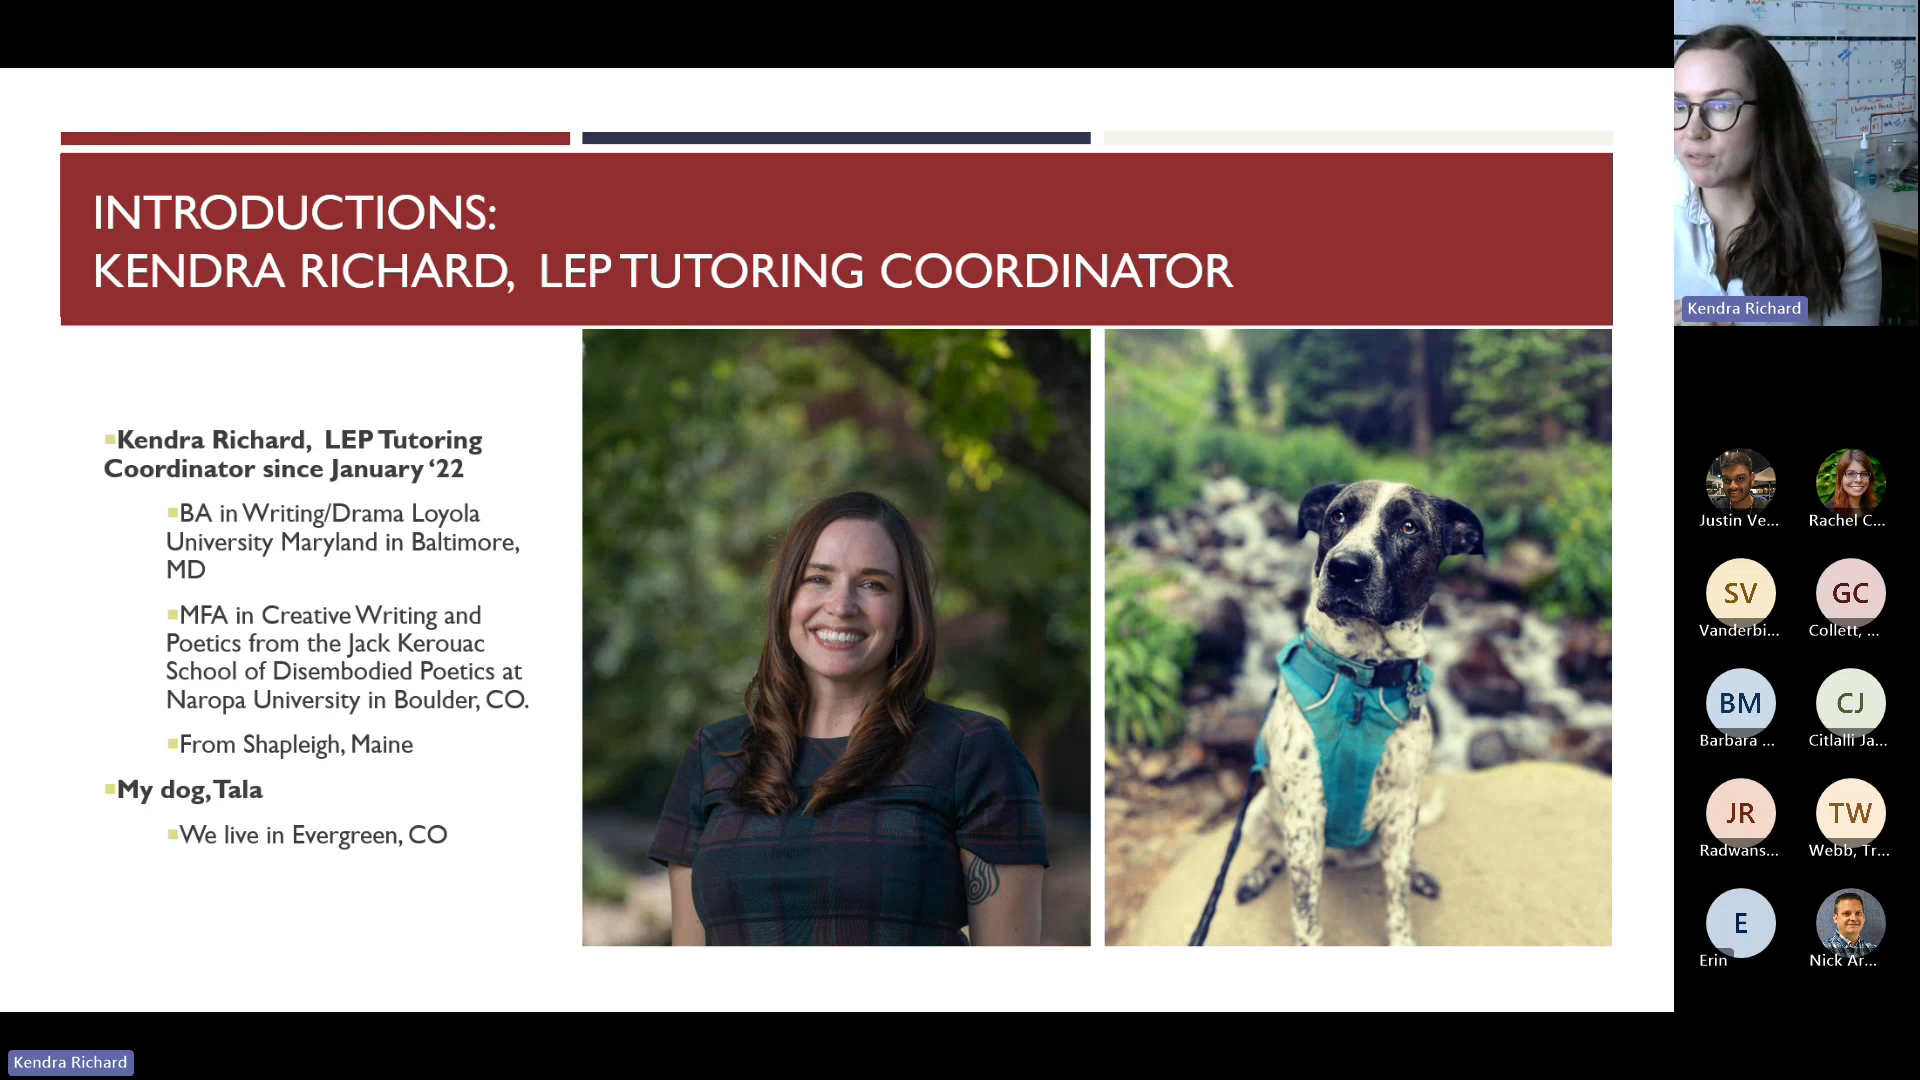 INTRODUCTIONS:
KENDRA RICHARD, LEP TUTORING COORDINATOR
Kendra Richard, LEP Tutoring
Coordinator since January ‘22
BA in Writing/Drama Loyola
University Maryland in Baltimore,
MD
MFA in Creative Writing and
Poetics from the Jack Kerouac
School of Disembodied Poetics at
Naropa University in Boulder, CO.
From Shapleigh, Maine
My dog, Tala
We live in Evergreen, CO
Kendra Richard
Justin Ve...
Rachel C...
SV
GC
Vanderbi...
Collett, ...
BM
CJ
Barbara ...
Citlalli Ja...
JR
TW
Radwans...
Webb, Tr...
E
Erin
Nick Ar...
Kendra Richard